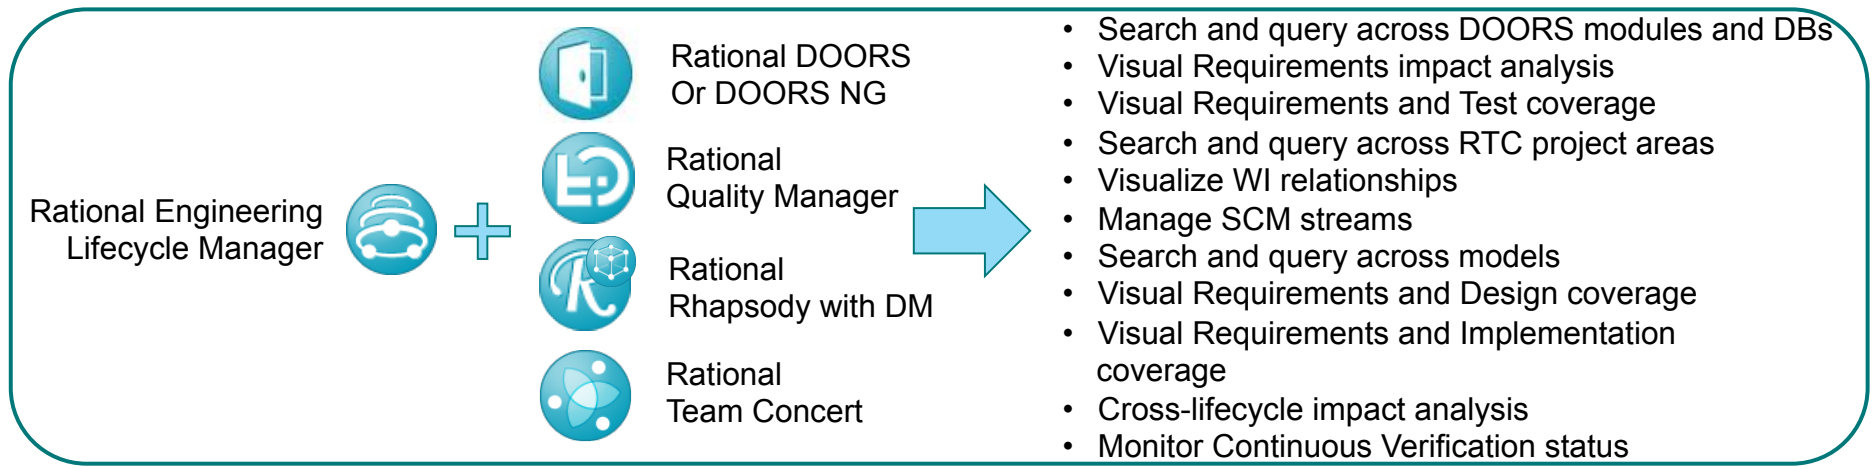 Rational Engineering
Lifecycle Manager
Rational DOORS
Or DOORS NG
Rational
Quality Manager
Rational
Rhapsody with DM
Rational
Team Concert
• Search and query across DOORS modules and DBs
• Visual Requirements impact analysis
• Visual Requirements and Test coverage
• Search and query across RTC project areas
• Visualize WI relationships
• Manage SCM streams
• Search and query across models
• Visual Requirements and Design coverage
• Visual Requirements and Implementation
coverage
• Cross-lifecycle impact analysis
• Monitor Continuous Verification status